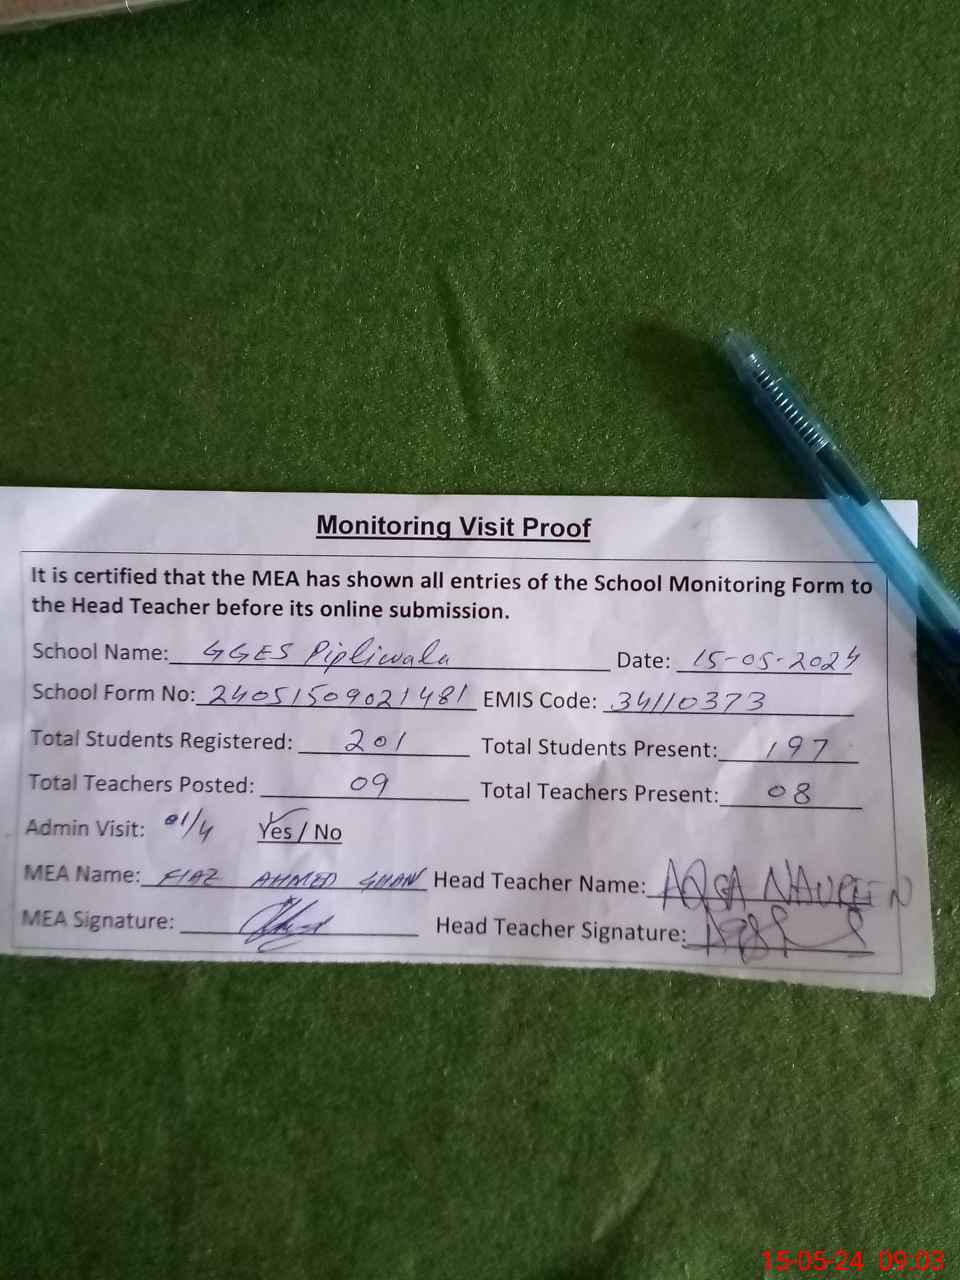 Monitoring Visit Proof
It is certified that the MEA has shown all entries of the School Monitoring Form to
the Head Teacher before its online submission.
School Name: GGES Pipliwala Date: 15-05-2024
School Form No: 24051509021481 EMIS Code: 34110373
Total Students Registered: 201 Total Students Present: 197
Total Teachers Posted: 09 Total Teachers Present: 08
Admin Visit: 01/4 Yes / No
MEA Name: FIAZ AHMED Head Teacher Name: AQSA NAUREEN
MEA Signature: Head Teacher Signature:
15-05-24 09:03